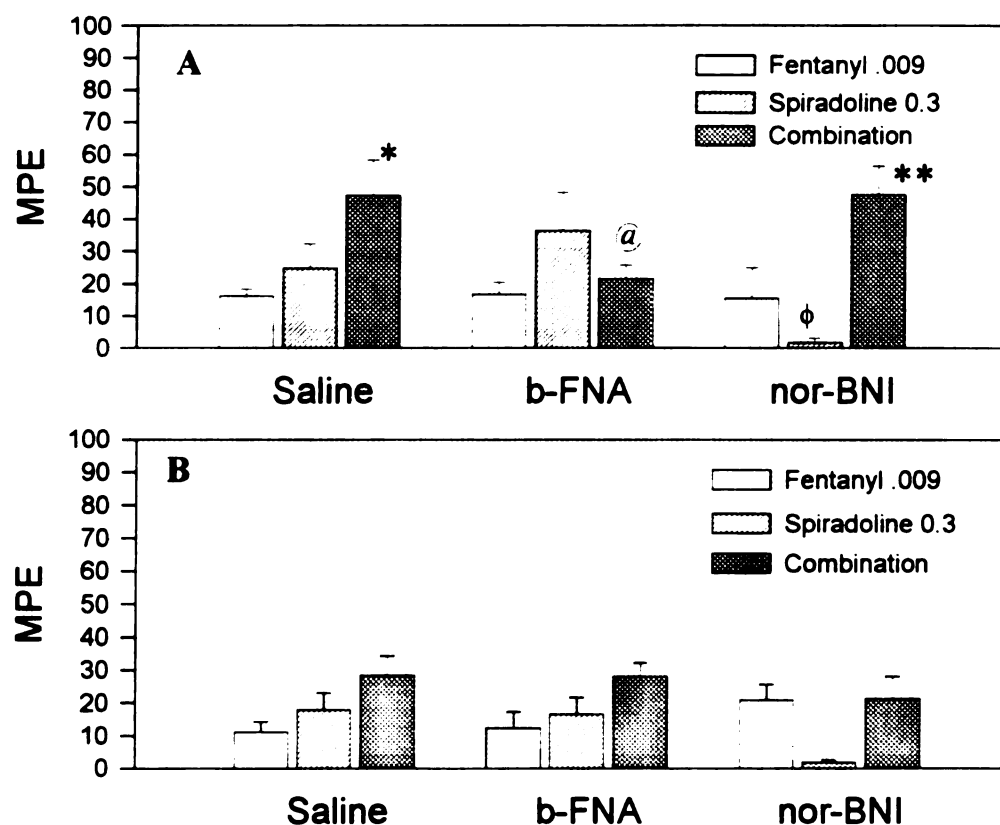 100
90
80
70
60
50
40
30
20
10
0
MPE
A
Fentanyl .009
Spiradoline 0.3
Combination
*
@
**
ϕ
Saline b-FNA nor-BNI
100
90
80
70
60
50
40
30
20
10
0
MPE
B
Fentanyl .009
Spiradoline 0.3
Combination
Saline b-FNA nor-BNI